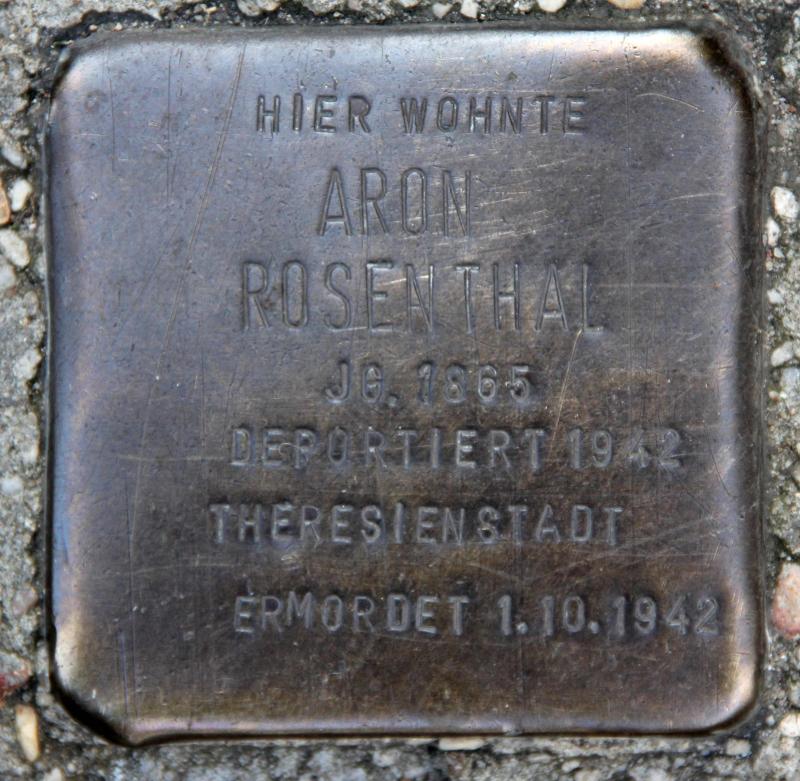 HIER WOHNTE
ARON
ROSENTHAL
JG. 1865
DEPORTIERT 1942
THERESIENSTADT
ERMORDET 1.10.1942